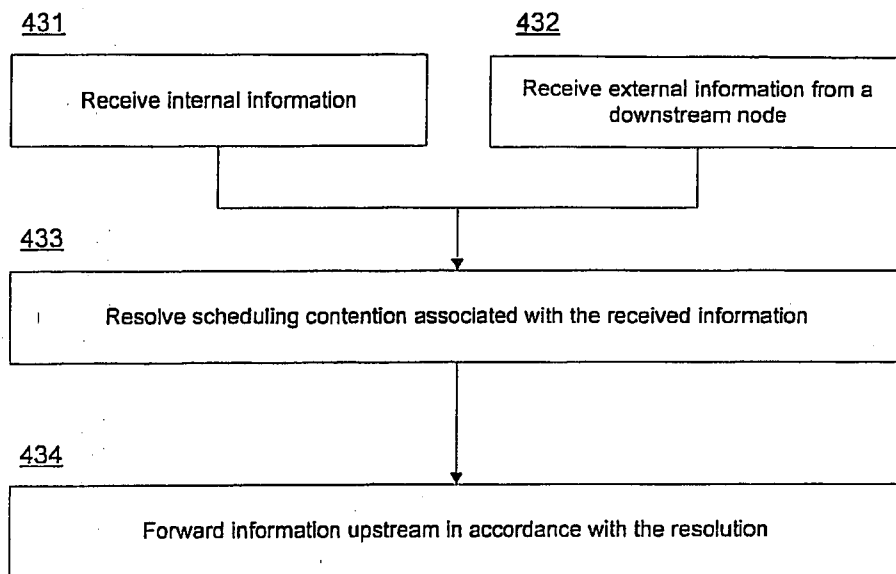 431
432
Receive internal information
Receive external information from a
downstream node
433
Resolve scheduling contention associated with the received information
434
Forward information upstream in accordance with the resolution